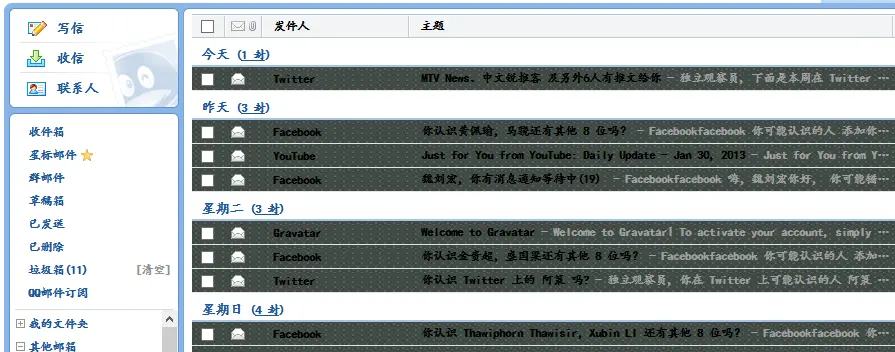 写信
收信
联系人
收件箱
星标邮件
群邮件
草稿箱
已发送
已删除
垃圾箱(11) [清空]
QQ邮件订阅
我的文件夹
其他邮箱
发件人 主题
今天 (1 封)
Twitter MTV News、中文锐推客 及另外6人有推文给你 - 独立观察员, 下面是本周在 Twitter ...
昨天 (3 封)
Facebook 你认识黄佩瑜, 马骁还有其他 8 位吗? - Facebookfacebook 你可能认识的人 添加你...
YouTube Just for You from YouTube: Daily Update - Jan 30, 2013 - Just for You from Y...
Facebook 魏刘宏, 你有消息通知等待中(19) - Facebookfacebook 嗨, 魏刘宏你好, 你可能错...
星期二 (3 封)
Gravatar Welcome to Gravatar - Welcome to Gravatar! To activate your account, simply ...
Facebook 你认识金贵超, 盛国栗还有其他 8 位吗? - Facebookfacebook 你可能认识的人 添加...
Twitter 你认识 Twitter 上的 阿策 吗? - 独立观察员, 你在 Twitter 上可能认识的人 阿策 ...
星期日 (4 封)
Facebook 你认识 Thawiphorn Thawisir, Xubin LI 还有其他 8 位吗? - Facebookfacebook 你...